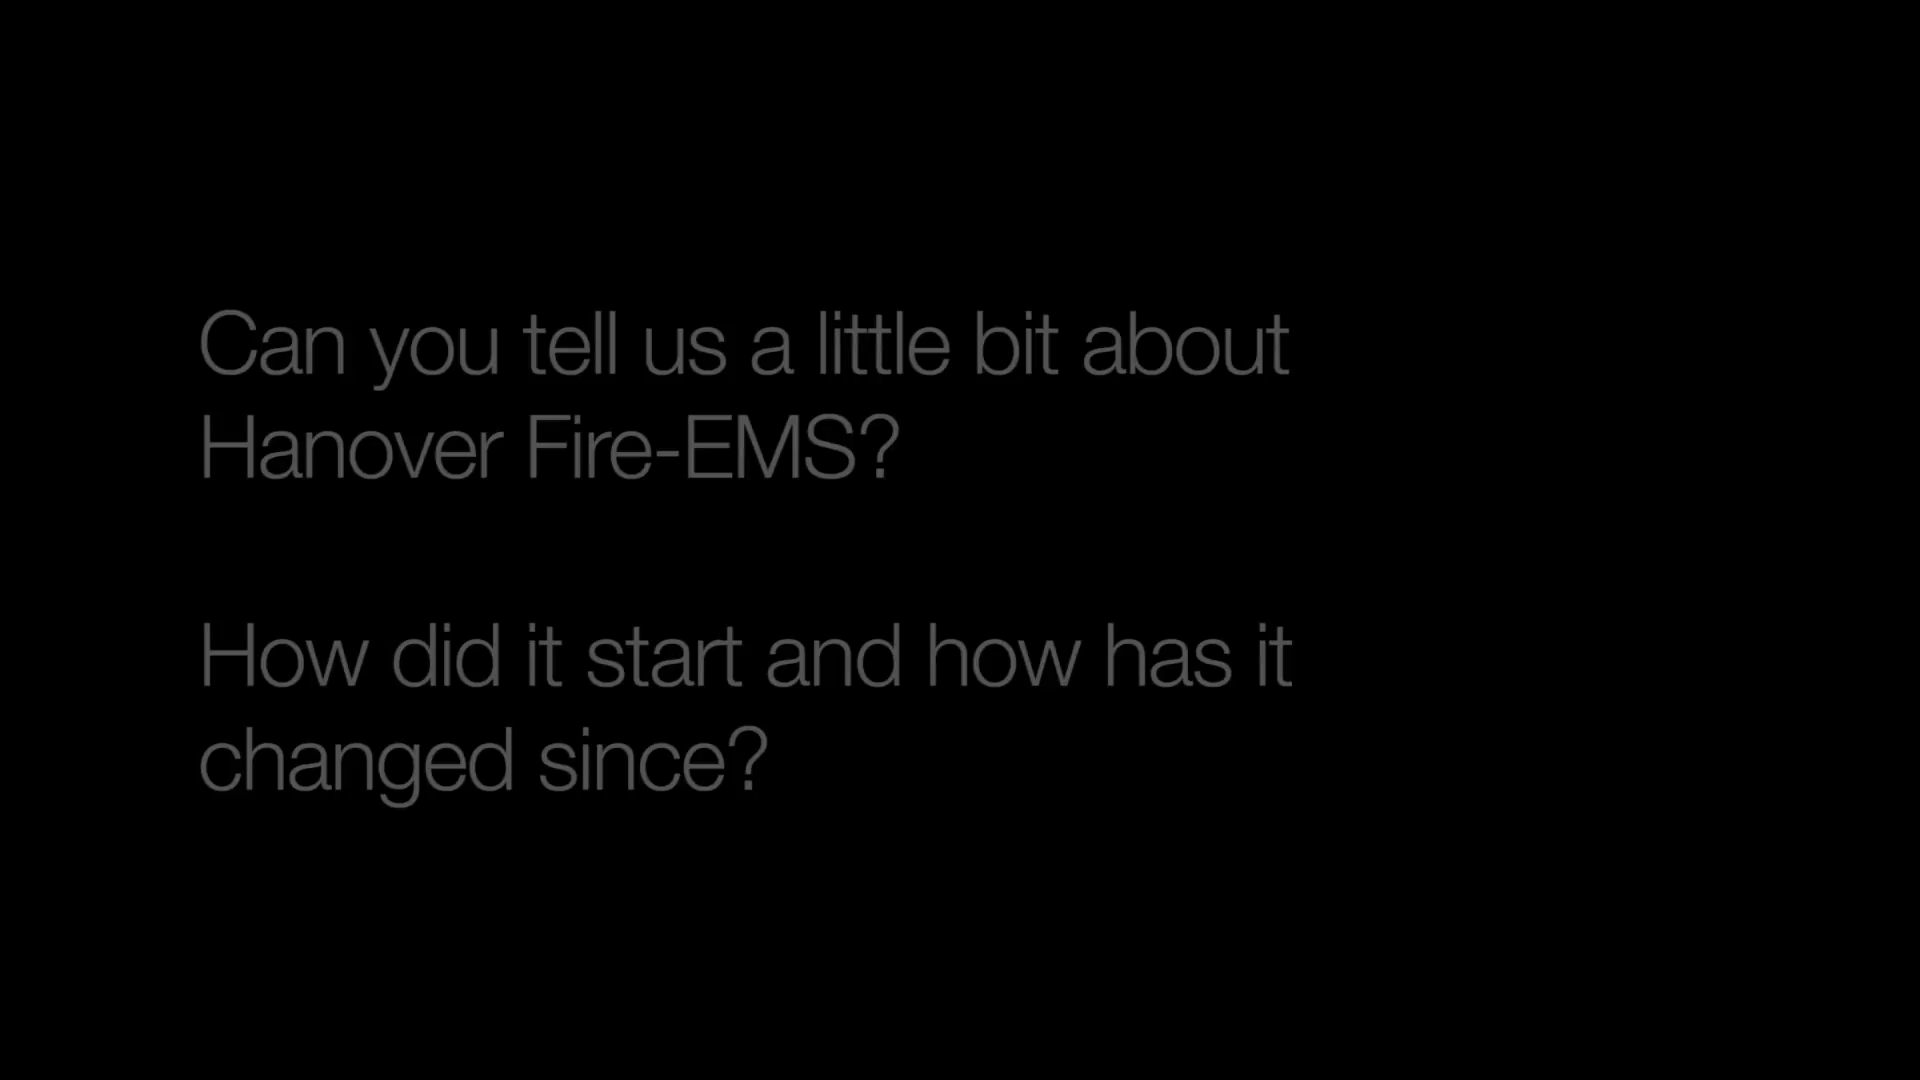 Can you tell us a little bit about
Hanover Fire-EMS?
How did it start and how has it
changed since?